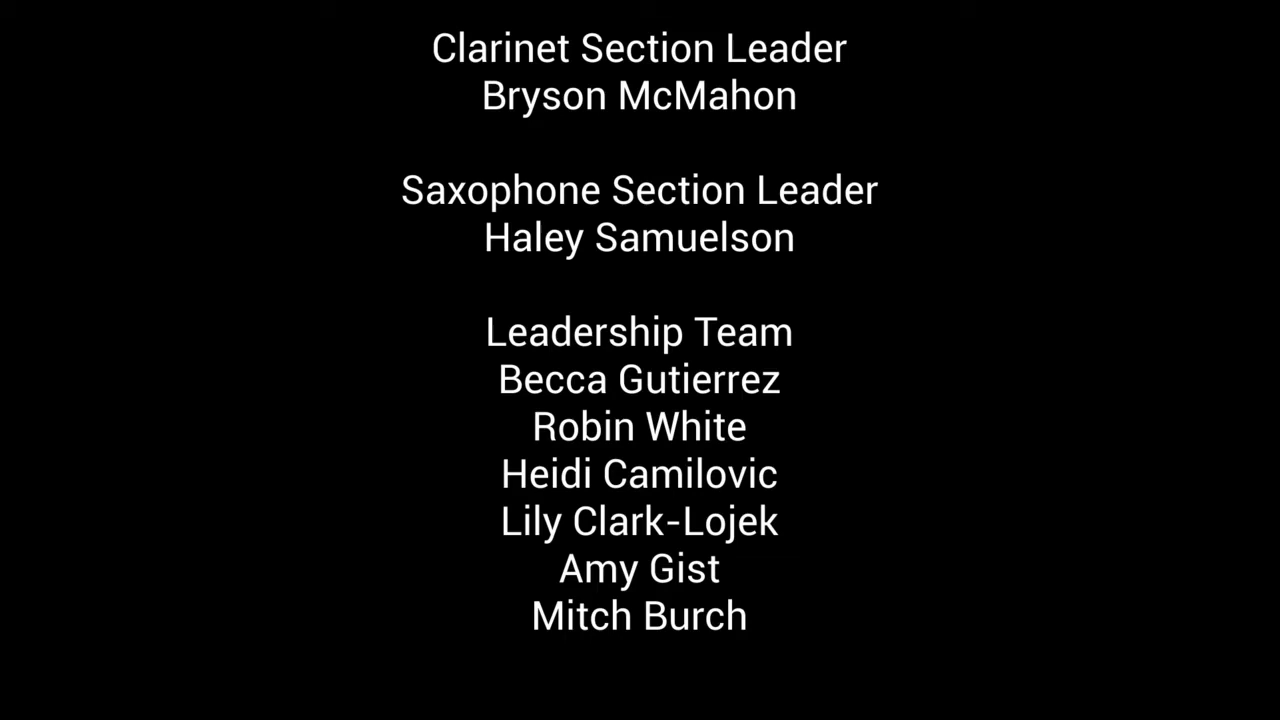 Clarinet Section Leader
Bryson McMahon
Saxophone Section Leader
Haley Samuelson
Leadership Team
Becca Gutierrez
Robin White
Heidi Camilovic
Lily Clark-Lojek
Amy Gist
Mitch Burch